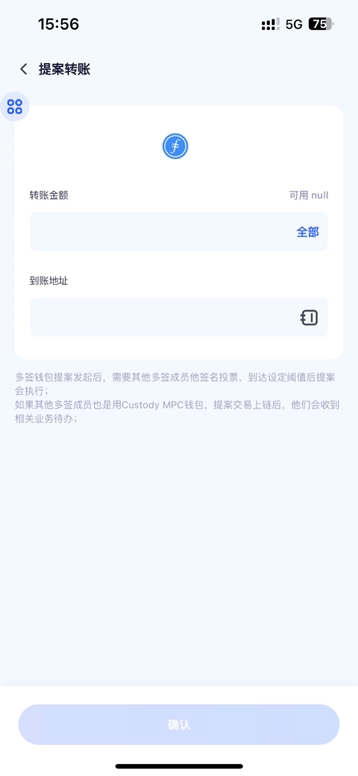 15:56
5G 75
提案转账
转账金额 可用 null
全部
到账地址
多签钱包提案发起后，需要其他多签成员他签名投票，到达设定阈值后提案
会执行；
如果其他多签成员也是用Custody MPC钱包，提案交易上链后，他们会收到
相关业务待办；
确认